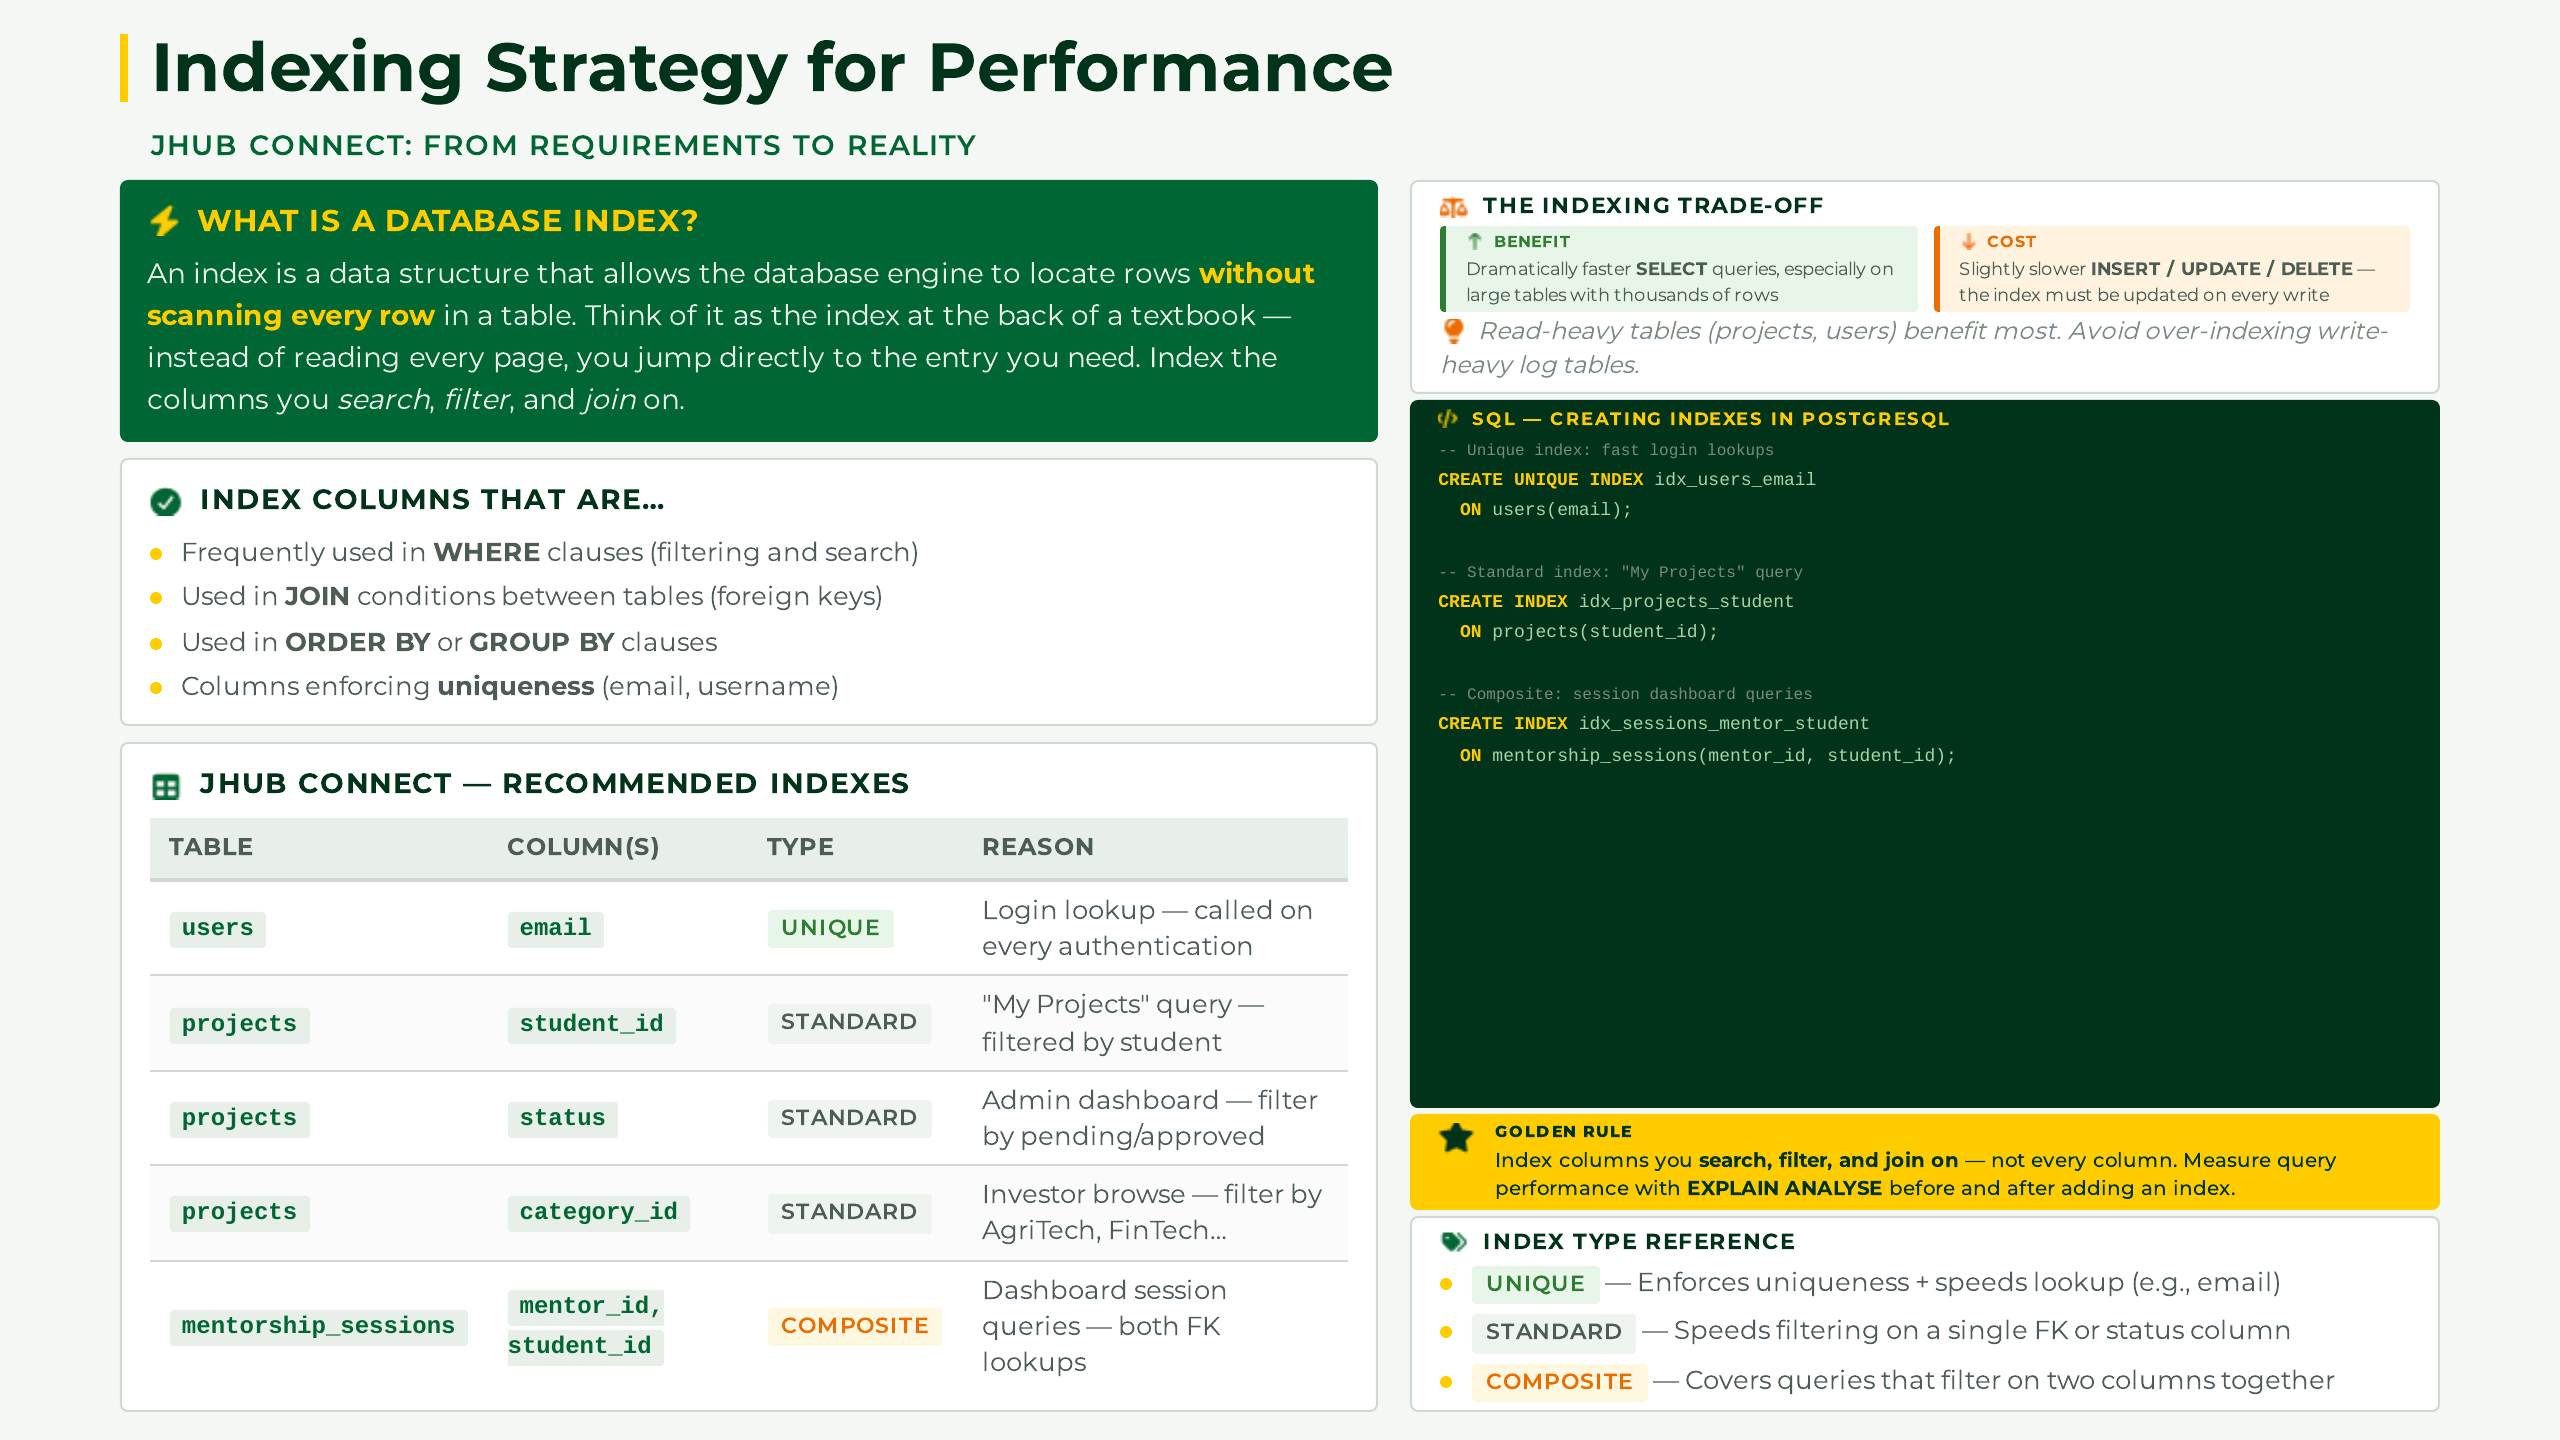 Indexing Strategy for Performance
JHUB CONNECT: FROM REQUIREMENTS TO REALITY
WHAT IS A DATABASE INDEX?
An index is a data structure that allows the database engine to locate rows without
scanning every row in a table. Think of it as the index at the back of a textbook —
instead of reading every page, you jump directly to the entry you need. Index the
columns you search, filter, and join on.
INDEX COLUMNS THAT ARE...
Frequently used in WHERE clauses (filtering and search)
Used in JOIN conditions between tables (foreign keys)
Used in ORDER BY or GROUP BY clauses
Columns enforcing uniqueness (email, username)
JHUB CONNECT — RECOMMENDED INDEXES
TABLE COLUMN(S) TYPE REASON
users email UNIQUE Login lookup — called on
every authentication
projects student_id STANDARD "My Projects" query —
filtered by student
projects status STANDARD Admin dashboard — filter
by pending/approved
projects category_id STANDARD Investor browse — filter by
AgriTech, FinTech...
mentorship_sessions mentor_id, student_id COMPOSITE Dashboard session
queries — both FK
lookups
THE INDEXING TRADE-OFF
BENEFIT
Dramatically faster SELECT queries, especially on
large tables with thousands of rows
COST
Slightly slower INSERT / UPDATE / DELETE —
the index must be updated on every write
Read-heavy tables (projects, users) benefit most. Avoid over-indexing write-
heavy log tables.
SQL — CREATING INDEXES IN POSTGRESQL
-- Unique index: fast login lookups
CREATE UNIQUE INDEX idx_users_email
ON users(email);
-- Standard index: "My Projects" query
CREATE INDEX idx_projects_student
ON projects(student_id);
-- Composite: session dashboard queries
CREATE INDEX idx_sessions_mentor_student
ON mentorship_sessions(mentor_id, student_id);
GOLDEN RULE
Index columns you search, filter, and join on — not every column. Measure query
performance with EXPLAIN ANALYSE before and after adding an index.
INDEX TYPE REFERENCE
UNIQUE — Enforces uniqueness + speeds lookup (e.g., email)
STANDARD — Speeds filtering on a single FK or status column
COMPOSITE — Covers queries that filter on two columns together